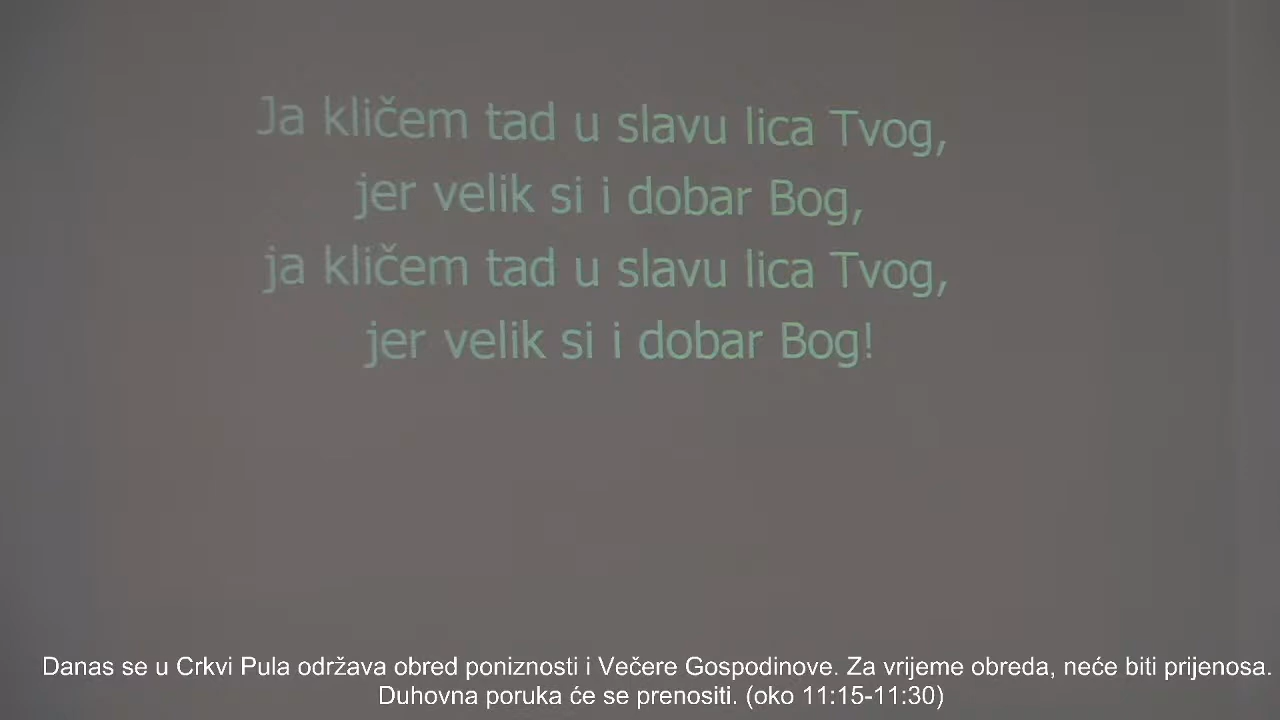 Ja kličem tad u slavu lica Tvog,
jer velik si i dobar Bog,
ja kličem tad u slavu lica Tvog,
jer velik si i dobar Bog!
Danas se u Crkvi Pula održava obred poniznosti i Večere Gospodinove. Za vrijeme obreda, neće biti prijenosa.
Duhovna poruka će se prenositi. (oko 11:15-11:30)